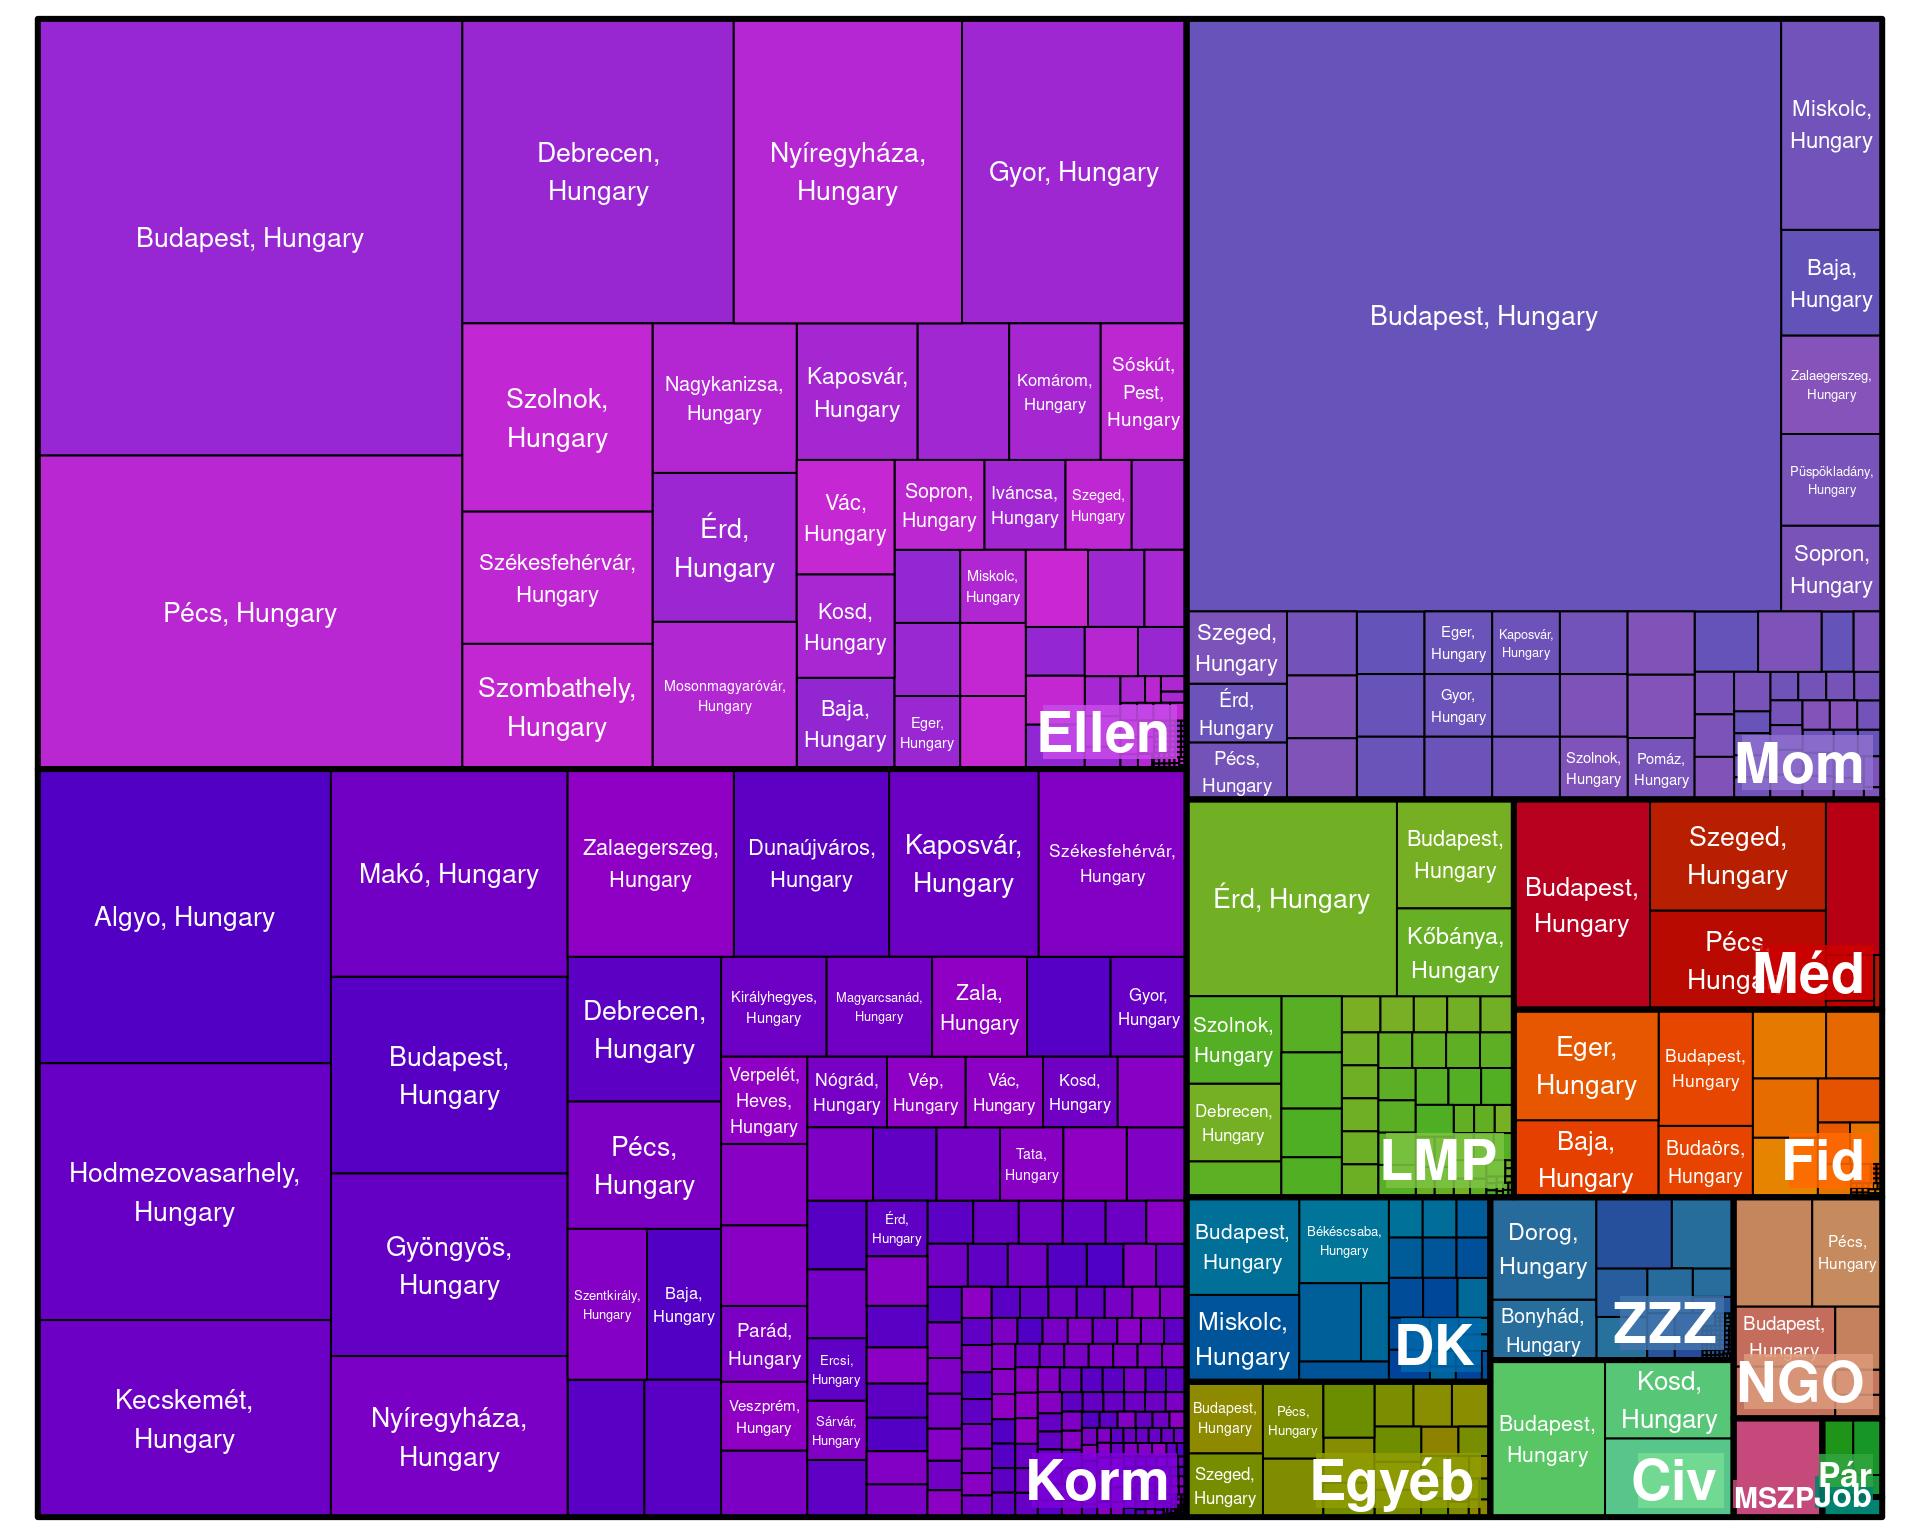 Budapest, Hungary
Debrecen,
Hungary
Nyíregyháza,
Hungary
Gyor, Hungary
Pécs, Hungary
Szolnok,
Hungary
Székesfehérvár,
Hungary
Szombathely,
Hungary
Nagykanizsa,
Hungary
Érd,
Hungary
Mosonmagyaróvár,
Hungary
Kaposvár,
Hungary
Komárom,
Hungary
Sóskút,
Pest,
Hungary
Vác,
Hungary
Sopron,
Hungary
Iváncsa,
Hungary
Szeged,
Hungary
Kosd,
Hungary
Miskolc,
Hungary
Baja,
Hungary
Eger,
Hungary
Ellen
Budapest, Hungary
Miskolc,
Hungary
Baja,
Hungary
Zalaegerszeg,
Hungary
Püspökladány,
Hungary
Sopron,
Hungary
Szeged,
Hungary
Érd,
Hungary
Pécs,
Hungary
Eger,
Hungary
Kaposvár,
Hungary
Gyor,
Hungary
Szolnok,
Hungary
Pomáz,
Hungary
Mom
Algyo, Hungary
Hodmezovasarhely,
Hungary
Kecskemét,
Hungary
Makó, Hungary
Budapest,
Hungary
Gyöngyös,
Hungary
Nyíregyháza,
Hungary
Zalaegerszeg,
Hungary
Dunaújváros,
Hungary
Kaposvár,
Hungary
Székesfehérvár,
Hungary
Debrecen,
Hungary
Pécs,
Hungary
Szentkirály,
Hungary
Baja,
Hungary
Királyhegyes,
Hungary
Magyarcsanád,
Hungary
Zala,
Hungary
Gyor,
Hungary
Verpelét,
Heves,
Hungary
Nógrád,
Hungary
Vép,
Hungary
Vác,
Hungary
Kosd,
Hungary
Tata,
Hungary
Érd,
Hungary
Parád,
Hungary
Ercsi,
Hungary
Veszprém,
Hungary
Sárvár,
Hungary
Korm
Érd, Hungary
Budapest,
Hungary
Kőbánya,
Hungary
Szolnok,
Hungary
Debrecen,
Hungary
LMP
Budapest,
Hungary
Szeged,
Hungary
Pécs,
Méd
Eger,
Hungary
Budapest,
Hungary
Baja,
Hungary
Budaörs,
Hungary
Fid
Budapest,
Hungary
Békéscsaba,
Hungary
Miskolc,
Hungary
DK
Dorog,
Hungary
Bonyhád,
Hungary
ZZZ
Pécs,
Hungary
Budapest,
Hungary
NGO
Budapest,
Hungary
Pécs,
Hungary
Szeged,
Hungary
Egyéb
Budapest,
Hungary
Kosd,
Hungary
Civ
MSZP
Pár
Job